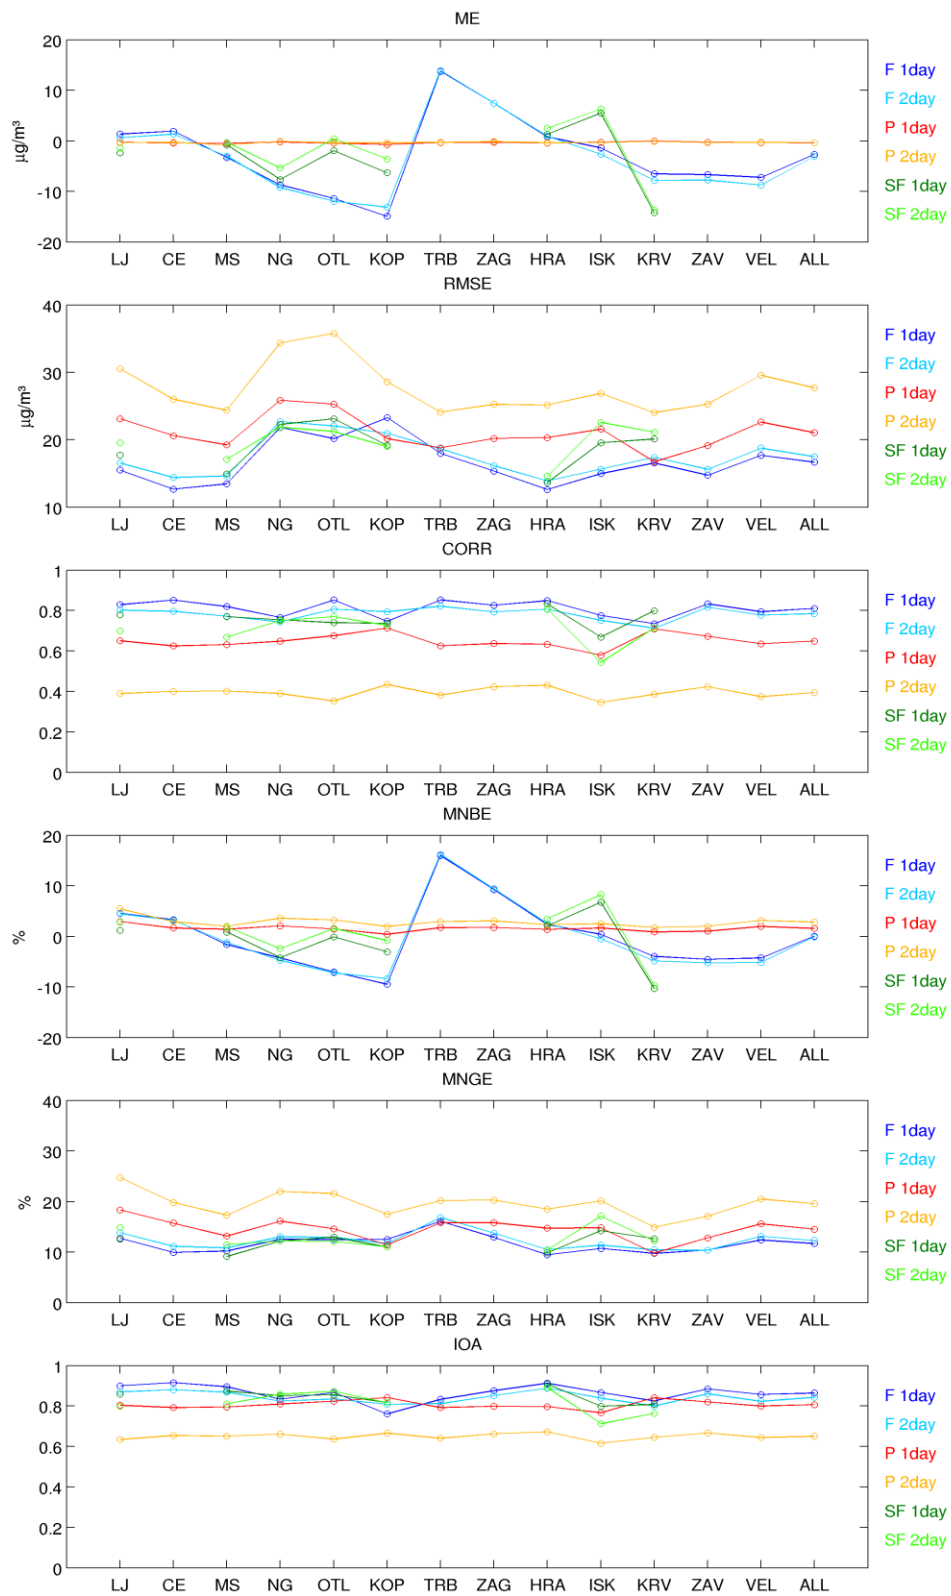 ME
20
10
0
-10
-20
µg/m³
LJ CE MS NG OTL KOP TRB ZAG HRA ISK KRV ZAV VEL ALL
F 1day
F 2day
P 1day
P 2day
SF 1day
SF 2day
RMSE
40
30
20
10
µg/m³
LJ CE MS NG OTL KOP TRB ZAG HRA ISK KRV ZAV VEL ALL
F 1day
F 2day
P 1day
P 2day
SF 1day
SF 2day
CORR
1
0.8
0.6
0.4
0.2
0
LJ CE MS NG OTL KOP TRB ZAG HRA ISK KRV ZAV VEL ALL
F 1day
F 2day
P 1day
P 2day
SF 1day
SF 2day
MNBE
20
10
0
-10
-20
%
LJ CE MS NG OTL KOP TRB ZAG HRA ISK KRV ZAV VEL ALL
F 1day
F 2day
P 1day
P 2day
SF 1day
SF 2day
MNGE
40
30
20
10
0
%
LJ CE MS NG OTL KOP TRB ZAG HRA ISK KRV ZAV VEL ALL
F 1day
F 2day
P 1day
P 2day
SF 1day
SF 2day
IOA
1
0.8
0.6
0.4
0.2
0
LJ CE MS NG OTL KOP TRB ZAG HRA ISK KRV ZAV VEL ALL
F 1day
F 2day
P 1day
P 2day
SF 1day
SF 2day